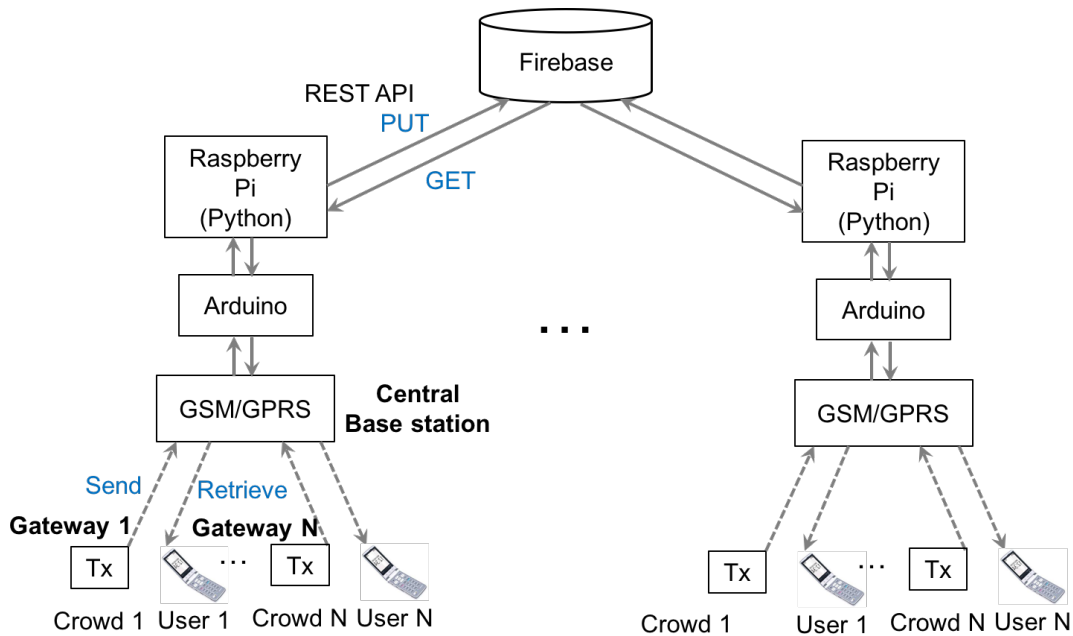 Firebase
REST API
PUT
GET
Raspberry
Pi
(Python)
Raspberry
Pi
(Python)
Arduino
. . .
Arduino
GSM/GPRS
Central
Base station
GSM/GPRS
Send
Retrieve
Gateway 1
Gateway N
Tx
...
Tx
Tx
...
Tx
Crowd 1
User 1
Crowd N
User N
Crowd 1
User 1
Crowd N
User N